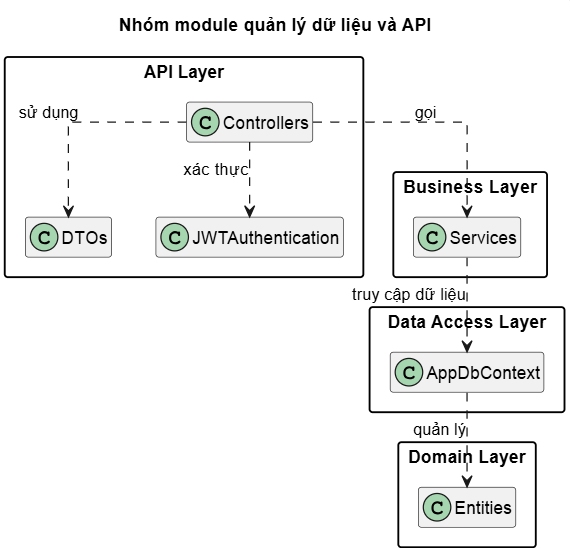 Nhóm module quản lý dữ liệu và API
API Layer
sử dụng
C Controllers
gọi
xác thực
Business Layer
C DTOs
C JWTAuthentication
C Services
truy cập dữ liệu
Data Access Layer
C AppDbContext
quản lý
Domain Layer
C Entities